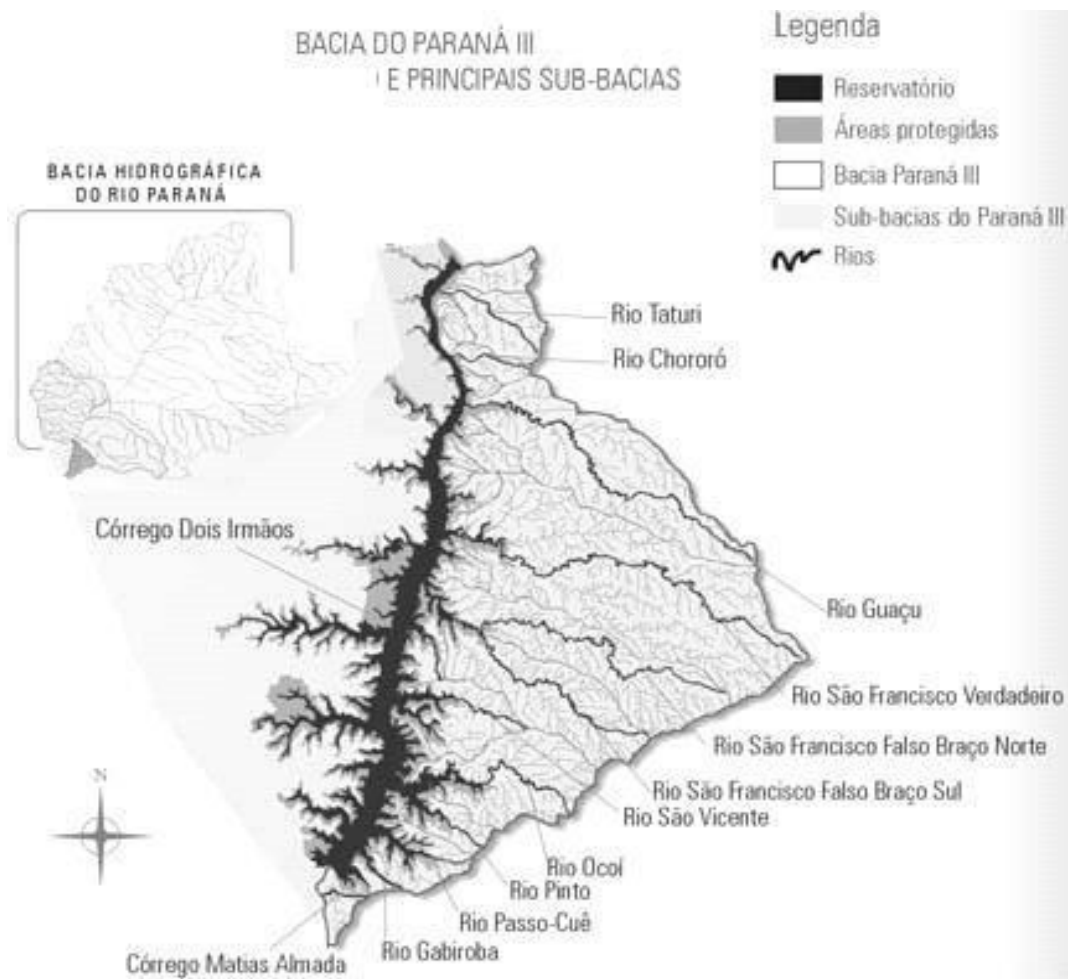 BACIA DO PARANÁ III
E PRINCIPAIS SUB-BACIAS
Legenda
Reservatório
Áreas protegidas
Bacia Paraná III
Sub-bacias do Paraná III
Rios
BACIA HIDROGRÁFICA
DO RIO PARANÁ
Rio Taturi
Rio Chororó
Córrego Dois Irmãos
Rio Guaçu
Rio São Francisco Verdadeiro
Rio São Francisco Falso Braço Norte
Rio São Francisco Falso Braço Sul
Rio São Vicente
N
Rio Ocoí
Rio Pinto
Rio Passo-Cuê
Rio Gabiroba
Córrego Matias Almada